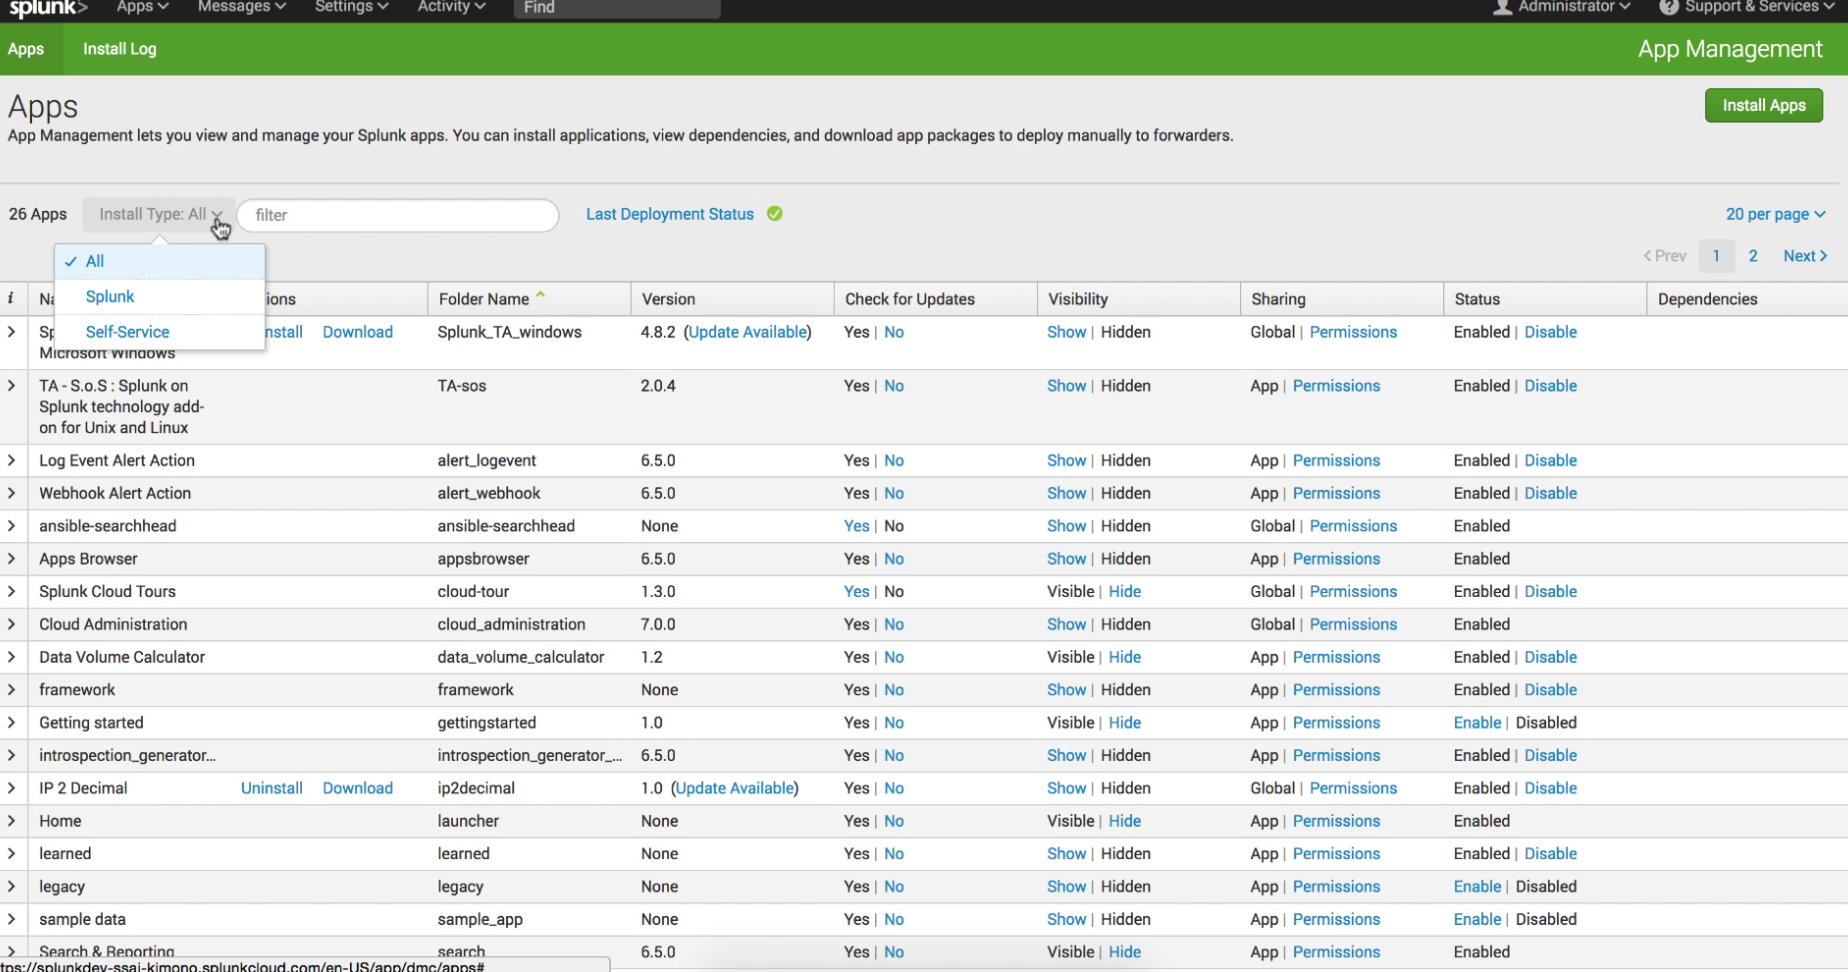 splunk> Apps Messages Settings Activity Find Administrator Support & Services
Apps Install Log App Management
Apps Install Apps
App Management lets you view and manage your Splunk apps. You can install applications, view dependencies, and download app packages to deploy manually to forwarders.
26 Apps Install Type: All filter Last Deployment Status 20 per page
All
Splunk
Self-Service
< Prev 1 2 Next >
i ions Folder Name Version Check for Updates Visibility Sharing Status Dependencies
nstall Download Splunk_TA_windows 4.8.2 (Update Available) Yes | No Show | Hidden Global | Permissions Enabled | Disable
Microsoft Windows
TA - S.o.S : Splunk on TA-sos 2.0.4 Yes | No Show | Hidden App | Permissions Enabled | Disable
Splunk technology add-
on for Unix and Linux
Log Event Alert Action alert_logevent 6.5.0 Yes | No Show | Hidden App | Permissions Enabled | Disable
Webhook Alert Action alert_webhook 6.5.0 Yes | No Show | Hidden App | Permissions Enabled | Disable
ansible-searchhead ansible-searchhead None Yes | No Show | Hidden Global | Permissions Enabled
Apps Browser appsbrowser 6.5.0 Yes | No Show | Hidden App | Permissions Enabled
Splunk Cloud Tours cloud-tour 1.3.0 Yes | No Visible | Hide Global | Permissions Enabled | Disable
Cloud Administration cloud_administration 7.0.0 Yes | No Show | Hidden Global | Permissions Enabled
Data Volume Calculator data_volume_calculator 1.2 Yes | No Visible | Hide App | Permissions Enabled | Disable
framework framework None Yes | No Show | Hidden App | Permissions Enabled | Disable
Getting started gettingstarted 1.0 Yes | No Visible | Hide App | Permissions Enable | Disabled
introspection_generator... introspection_generator_... 6.5.0 Yes | No Show | Hidden App | Permissions Enabled | Disable
IP 2 Decimal Uninstall Download ip2decimal 1.0 (Update Available) Yes | No Show | Hidden Global | Permissions Enabled | Disable
Home launcher None Yes | No Visible | Hide App | Permissions Enabled
learned learned None Yes | No Show | Hidden App | Permissions Enabled | Disable
legacy legacy None Yes | No Show | Hidden App | Permissions Enable | Disabled
sample data sample_app None Yes | No Show | Hidden App | Permissions Enable | Disabled
Search & Reporting search 6.5.0 Yes | No Visible | Hide App | Permissions Enabled
tps://splunkdev-ssai-kimono.splunkcloud.com/en-US/app/dmc/apps#